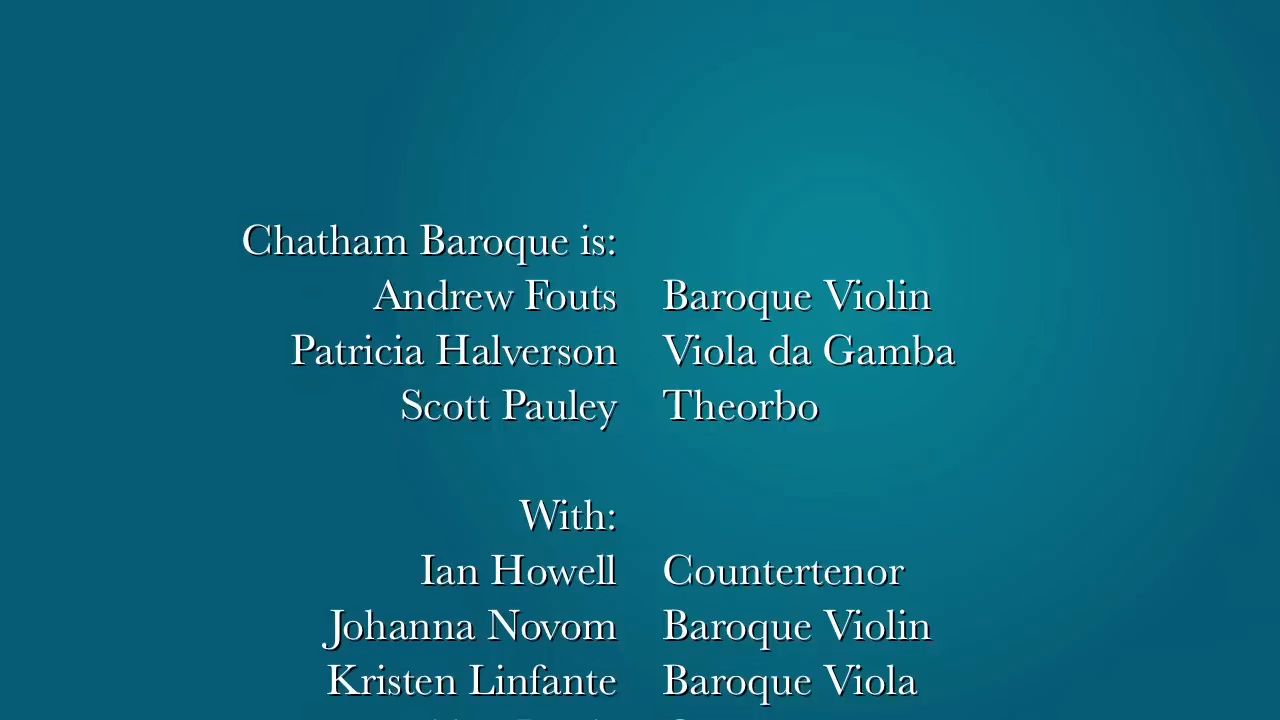 Chatham Baroque is:
Andrew Fouts Baroque Violin
Patricia Halverson Viola da Gamba
Scott Pauley Theorbo
With:
Ian Howell Countertenor
Johanna Novom Baroque Violin
Kristen Linfante Baroque Viola